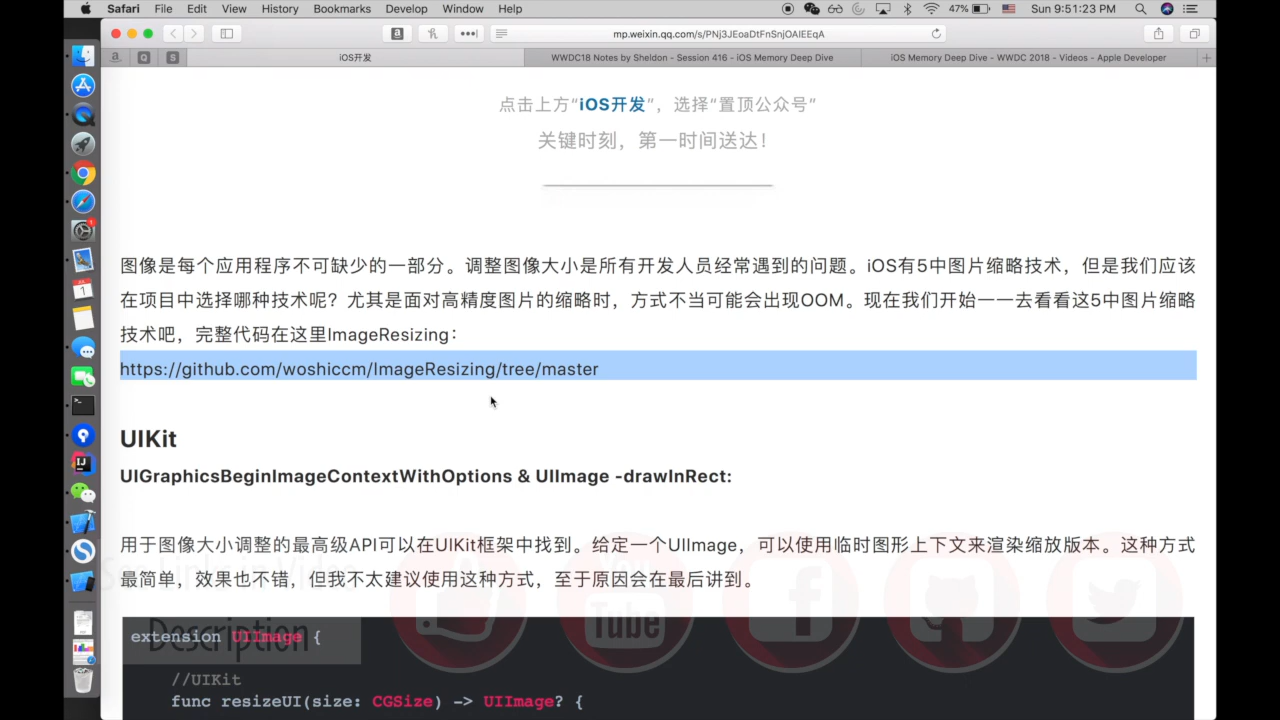 Safari File Edit View History Bookmarks Develop Window Help 47% Sun 9:51:23 PM
mp.weixin.qq.com/s/PNj3JEoaDtFnSnjOAlEEqA
iOS开发 WWDC18 Notes by Sheldon - Session 416 - iOS Memory Deep Dive iOS Memory Deep Dive - WWDC 2018 - Videos - Apple Developer
点击上方“iOS开发”，选择“置顶公众号”
关键时刻，第一时间送达！
图像是每个应用程序不可缺少的一部分。调整图像大小是所有开发人员经常遇到的问题。iOS有5中图片缩略技术，但是我们应该
在项目中选择哪种技术呢？尤其是面对高精度图片的缩略时，方式不当可能会出现OOM。现在我们开始一一去看看这5中图片缩略
技术吧，完整代码在这里ImageResizing：
https://github.com/woshiccm/ImageResizing/tree/master
UIKit
UIGraphicsBeginImageContextWithOptions & UIImage -drawInRect:
用于图像大小调整的最高级API可以在UIKit框架中找到。给定一个UIImage，可以使用临时图形上下文来渲染缩放版本。这种方式
最简单，效果也不错，但我不太建议使用这种方式，至于原因会在最后讲到。
See Links in Video
Description
You Tube
extension UIImage {
//UIKit
func resizeUI(size: CGSize) -> UIImage? {